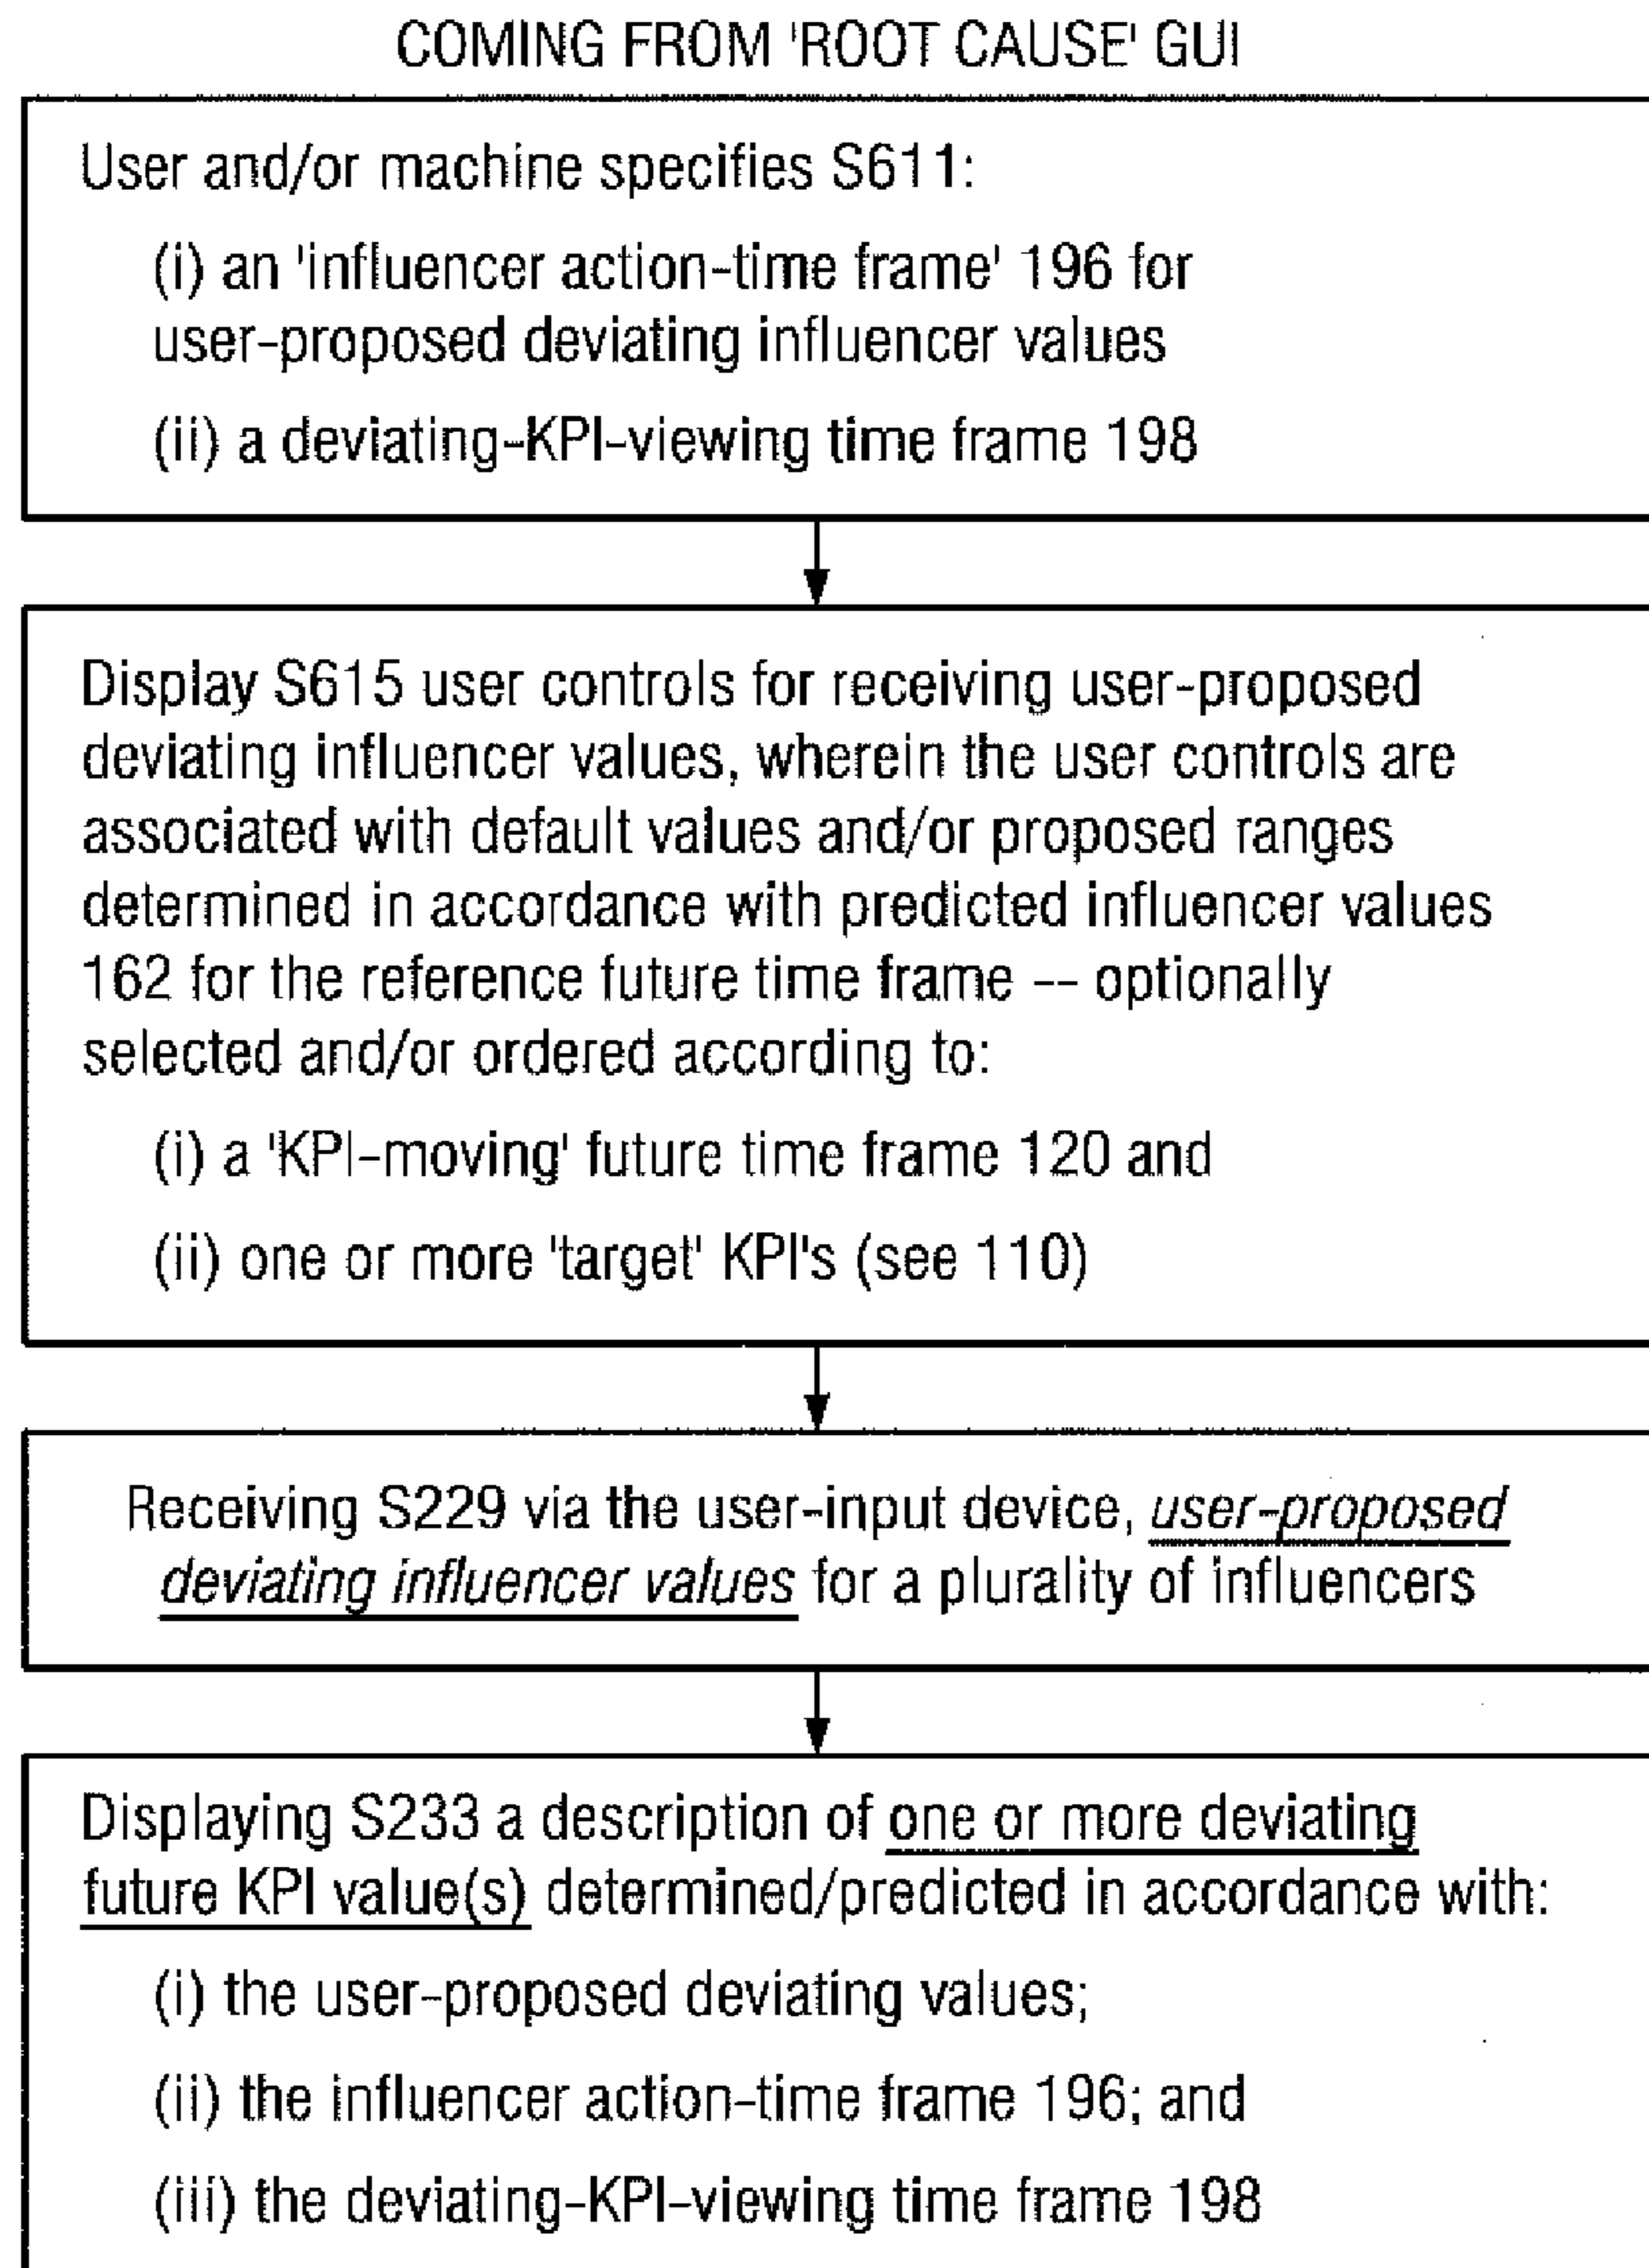 COMING FROM 'ROOT CAUSE' GUI
User and/or machine specifies S611:
(i) an 'influencer action-time frame' 196 for
user-proposed deviating influencer values
(ii) a deviating-KPI-viewing time frame 198
Display S615 user controls for receiving user-proposed
deviating influencer values, wherein the user controls are
associated with default values and/or proposed ranges
determined in accordance with predicted influencer values
162 for the reference future time frame -- optionally
selected and/or ordered according to:
(i) a 'KPI-moving' future time frame 120 and
(ii) one or more 'target' KPI's (see 110)
Receiving S229 via the user-input device, user-proposed
deviating influencer values for a plurality of influencers
Displaying S233 a description of one or more deviating
future KPI value(s) determined/predicted in accordance with:
(i) the user-proposed deviating values;
(ii) the influencer action-time frame 196; and
(iii) the deviating-KPI-viewing time frame 198